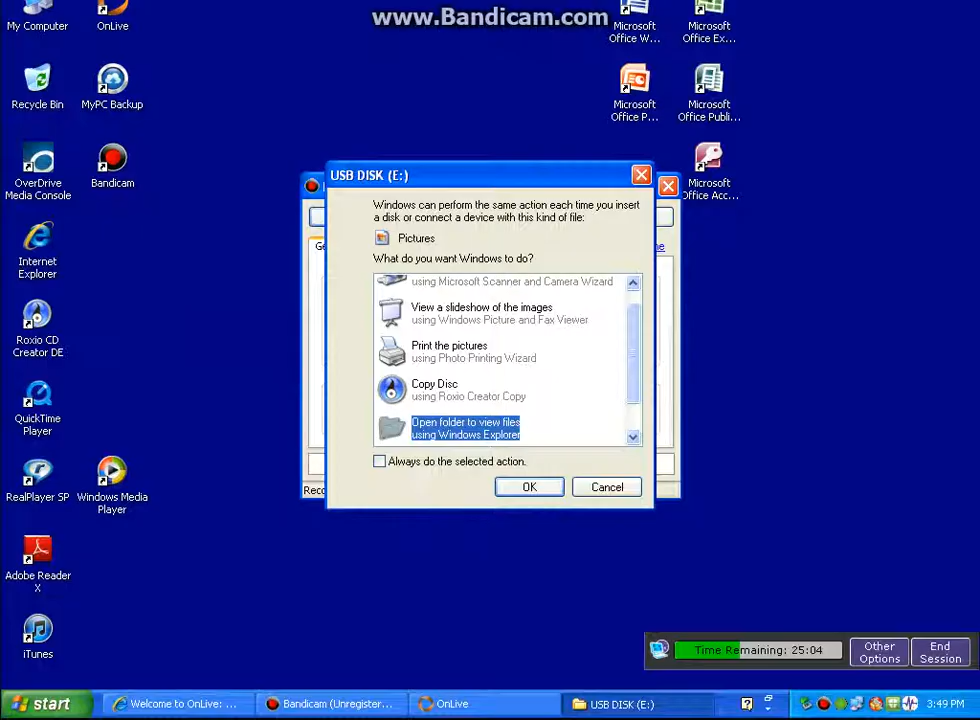 www.Bandicam.com
My Computer
OnLive
Microsoft
Office W...
Microsoft
Office Ex...
Recycle Bin
MyPC Backup
Microsoft
Office P...
Microsoft
Office Publi...
OverDrive
Media Console
Bandicam
Microsoft
Office Acc...
USB DISK (E:)
Windows can perform the same action each time you insert
a disk or connect a device with this kind of file:
Pictures
What do you want Windows to do?
using Microsoft Scanner and Camera Wizard
View a slideshow of the images
using Windows Picture and Fax Viewer
Print the pictures
using Photo Printing Wizard
Copy Disc
using Roxio Creator Copy
Open folder to view files
using Windows Explorer
Always do the selected action.
OK
Cancel
Internet
Explorer
Roxio CD
Creator DE
QuickTime
Player
RealPlayer SP
Windows Media
Player
Adobe Reader
X
iTunes
Time Remaining: 25:04
Other
Options
End
Session
start
Welcome to OnLive: ...
Bandicam (Unregister...
OnLive
USB DISK (E:)
3:49 PM